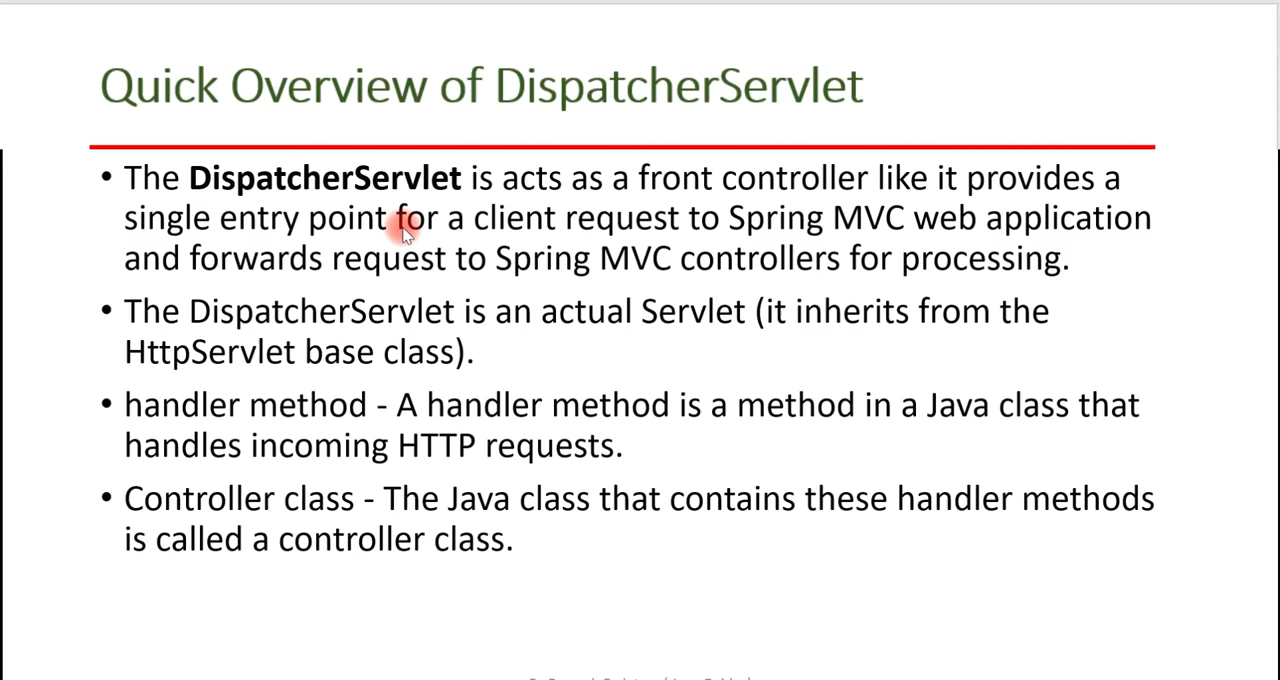 Quick Overview of DispatcherServlet
• The DispatcherServlet is acts as a front controller like it provides a
single entry point for a client request to Spring MVC web application
and forwards request to Spring MVC controllers for processing.
• The DispatcherServlet is an actual Servlet (it inherits from the
HttpServlet base class).
• handler method - A handler method is a method in a Java class that
handles incoming HTTP requests.
• Controller class - The Java class that contains these handler methods
is called a controller class.